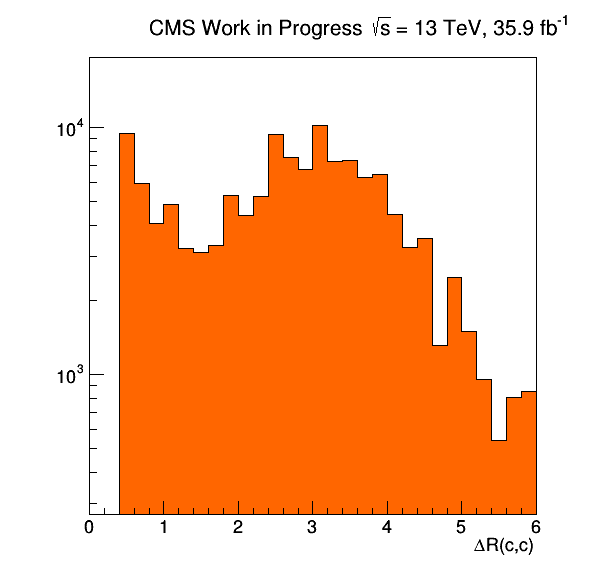 CMS Work in Progress √s = 13 TeV, 35.9 fb⁻¹
10⁴
10³
0 1 2 3 4 5 6
ΔR(c,c)